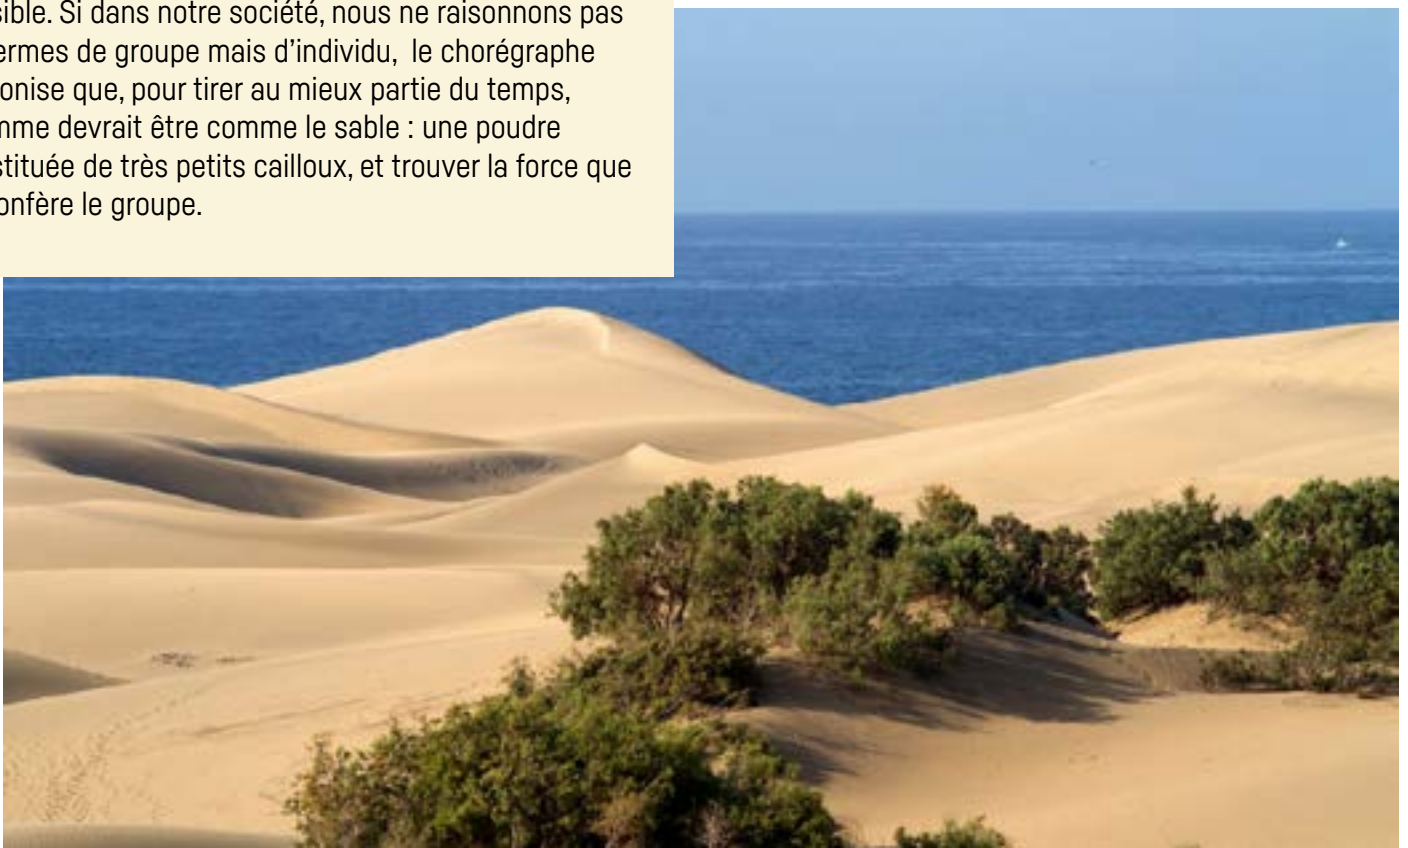 sible. Si dans notre société, nous ne raisonnons pas
ermes de groupe mais d'individu, le chorégraphe
onise que, pour tirer au mieux partie du temps,
mme devrait être comme le sable : une poudre
stituée de très petits cailloux, et trouver la force que
onfère le groupe.